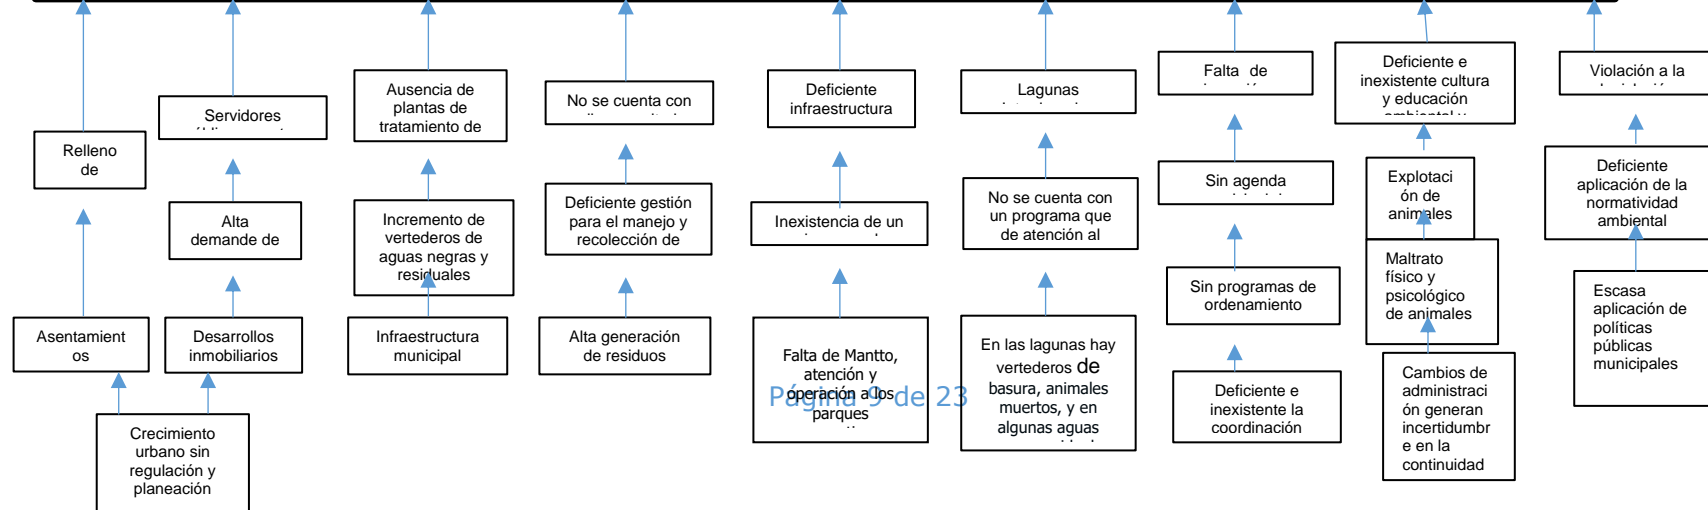 Relleno
de
Asentamient
os
Servidores
Alta
demande de
Desarrollos
inmobiliarios
Crecimiento
urbano sin
regulación y
planeación
Ausencia de
plantas de
tratamiento de
Incremento de
vertederos de
aguas negras y
residuales
Infraestructura
municipal
No se cuenta con
Deficiente gestión
para el manejo y
recolección de
Alta generación
de residuos
Deficiente
infraestructura
Inexistencia de un
Falta de Mantto,
atención y
operación a los
parques
Lagunas
No se cuenta con
un programa que
de atención al
En las lagunas hay
vertederos de
basura, animales
muertos, y en
algunas aguas
Falta de
Sin agenda
Sin programas de
ordenamiento
Deficiente e
inexistente la
coordinación
Deficiente e
inexistente cultura
y educación
ambiental y
Explotaci
ón de
animales
Maltrato
físico y
psicológico
de animales
Cambios de
administraci
ón generan
incertidumbr
e en la
continuidad
Violación a la
Deficiente
aplicación de la
normatividad
ambiental
Escasa
aplicación de
políticas
públicas
municipales
Página 9 de 23